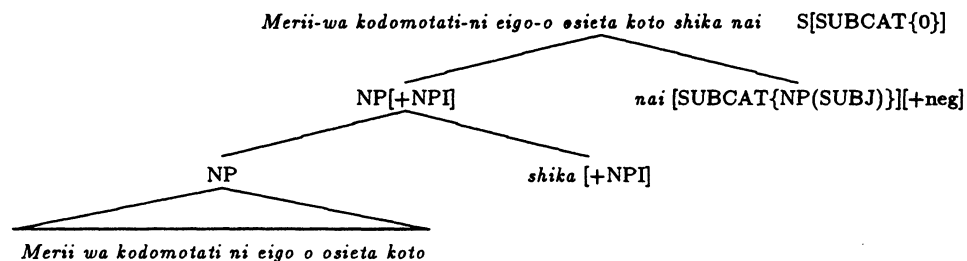 Merii-wa kodomotati-ni eigo-o osieta koto shika nai S[SUBCAT{0}]
NP[+NPI] nai [SUBCAT{NP(SUBJ)}][+neg]
NP shika [+NPI]
Merii wa kodomotati ni eigo o osieta koto